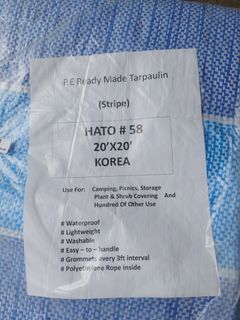 P.E Ready Made Tarpaulin
(Stripe)
HATO # 58
20'X20'
KOREA
Use For: Camping, Picnics, Storage
Plant & Shrub Covering And
Hundred Of Other Use
# Waterproof
# Lightweight
# Washable
# Easy – to – handle
# Grommets every 3ft interval
# Polyethylene Rope inside